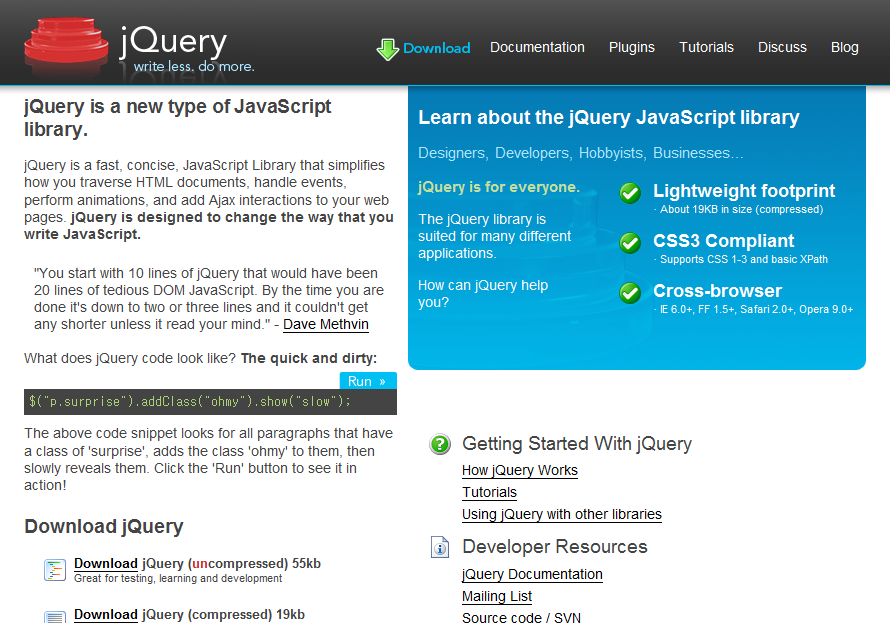 jQuery
write less, do more.
Download Documentation Plugins Tutorials Discuss Blog
jQuery is a new type of JavaScript
library.
jQuery is a fast, concise, JavaScript Library that simplifies
how you traverse HTML documents, handle events,
perform animations, and add Ajax interactions to your web
pages. jQuery is designed to change the way that you
write JavaScript.
"You start with 10 lines of jQuery that would have been
20 lines of tedious DOM JavaScript. By the time you are
done it's down to two or three lines and it couldn't get
any shorter unless it read your mind." - Dave Methvin
What does jQuery code look like? The quick and dirty:
Run »
$("p.surprise").addClass("ohmy").show("slow");
The above code snippet looks for all paragraphs that have
a class of 'surprise', adds the class 'ohmy' to them, then
slowly reveals them. Click the 'Run' button to see it in
action!
Download jQuery
Download jQuery (uncompressed) 55kb
Great for testing, learning and development
Download jQuery (compressed) 19kb
Learn about the jQuery JavaScript library
Designers, Developers, Hobbyists, Businesses...
jQuery is for everyone.
The jQuery library is
suited for many different
applications.
How can jQuery help
you?
Lightweight footprint
· About 19KB in size (compressed)
CSS3 Compliant
· Supports CSS 1-3 and basic XPath
Cross-browser
· IE 6.0+, FF 1.5+, Safari 2.0+, Opera 9.0+
Getting Started With jQuery
How jQuery Works
Tutorials
Using jQuery with other libraries
Developer Resources
jQuery Documentation
Mailing List
Source code / SVN